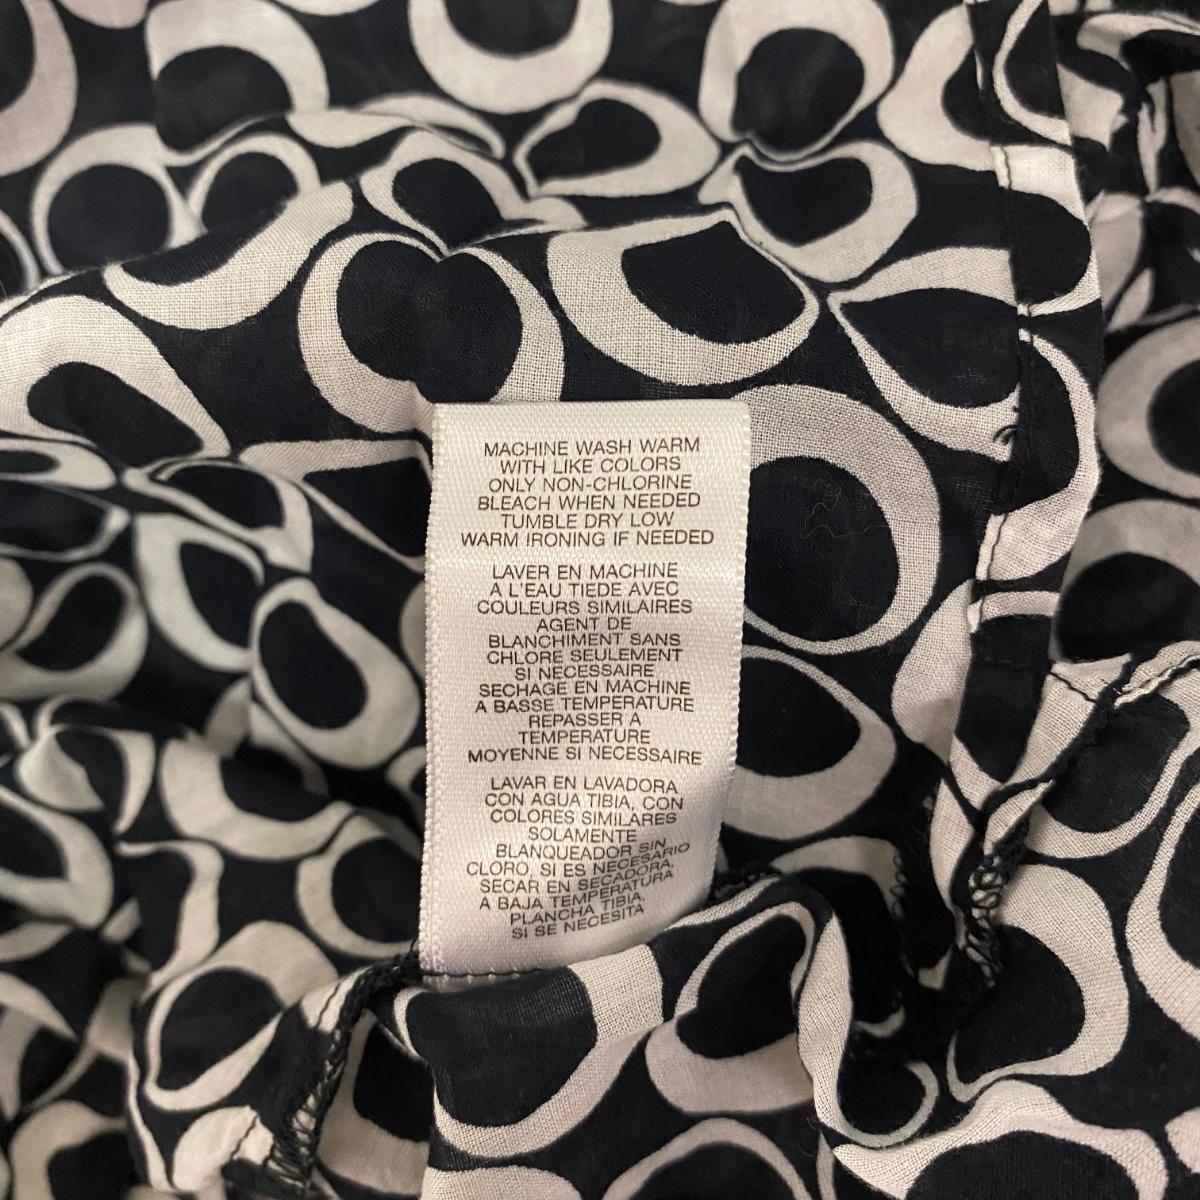 MACHINE WASH WARM
WITH LIKE COLORS
ONLY NON-CHLORINE
BLEACH WHEN NEEDED
TUMBLE DRY LOW
WARM IRONING IF NEEDED
LAVER EN MACHINE
A L'EAU TIEDE AVEC
COULEURS SIMILAIRES
AGENT DE
BLANCHIMENT SANS
CHLORE SEULEMENT
SI NECESSAIRE
SECHAGE EN MACHINE
A BASSE TEMPERATURE
REPASSER A
TEMPERATURE
MOYENNE SI NECESSAIRE
LAVAR EN LAVADORA
CON AGUA TIBIA, CON
COLORES SIMILARES
SOLAMENTE
BLANQUEADOR SIN
CLORO, SI ES NECESARIO
SECAR EN SECADORA,
A BAJA TEMPERATURA
PLANCHA TIBIA,
SI SE NECESITA